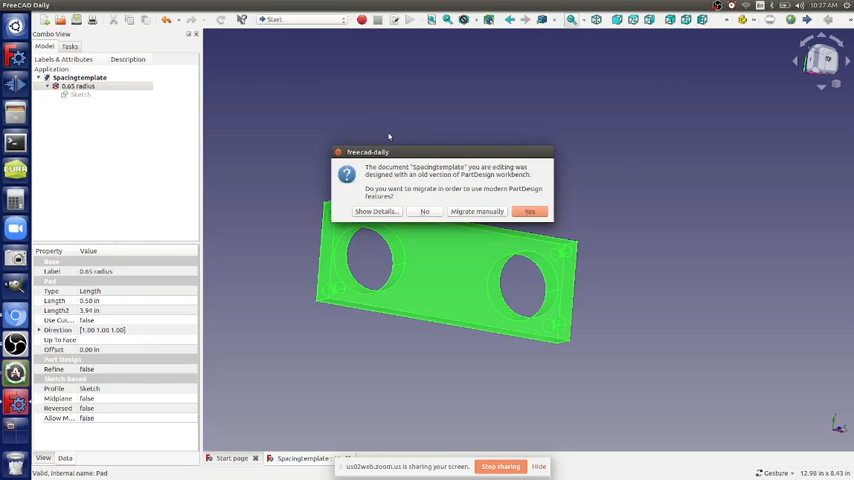 FreeCAD Daily
En
10:27 AM
Combo View
Start
Model
Tasks
Labels & Attributes
Description
Application
Spacingtemplate
0.65 radius
Sketch
TOP
freecad-daily
The document "Spacingtemplate" you are editing was
designed with an old version of PartDesign workbench.
Do you want to migrate in order to use modern PartDesign
features?
Show Details...
No
Migrate manually
Yes
Property
Value
Base
Label
0.65 radius
Pad
Type
Length
Length
0.50 in
Length2
3.94 in
Use Cus...
false
Direction
[1.00 1.00 1.00]
Up To Face
Offset
0.00 in
Part Design
Refine
false
Sketch Based
Profile
Sketch
Midplane
false
Reversed
false
Allow M...
false
View
Data
Start page
Spacingtemplate :
us02web.zoom.us is sharing your screen.
Stop sharing
Hide
Valid, Internal name: Pad
Gesture
12.98 in x 8.43 in